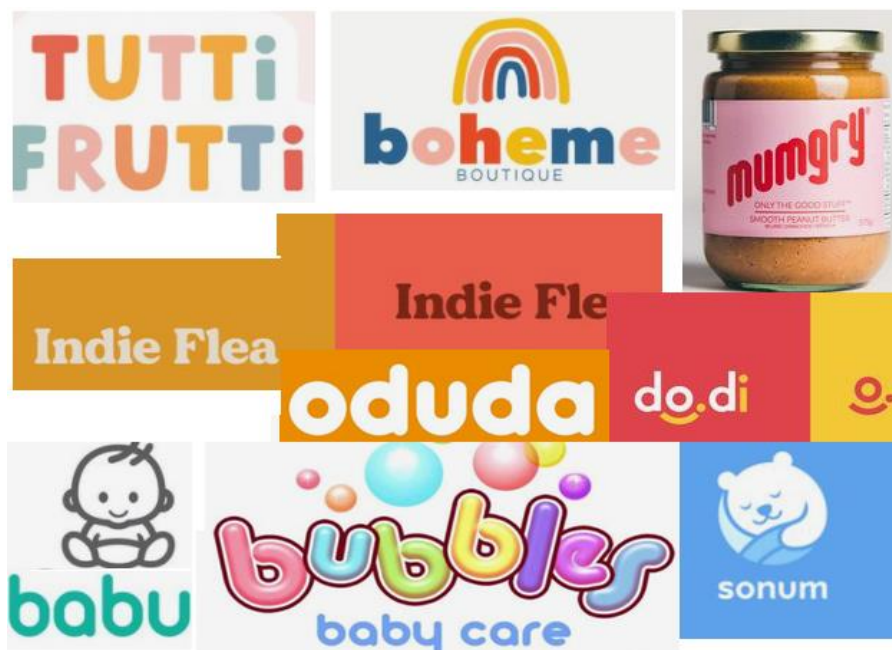 TUTTi
FRUTTi
boheme
BOUTIQUE
mumgry
ONLY THE GOOD STUFF™
SMOOTH PEANUT BUTTER
Indie Flea
Indie Fle
oduda
do.di
o.
babu
bubbles
baby care
sonum